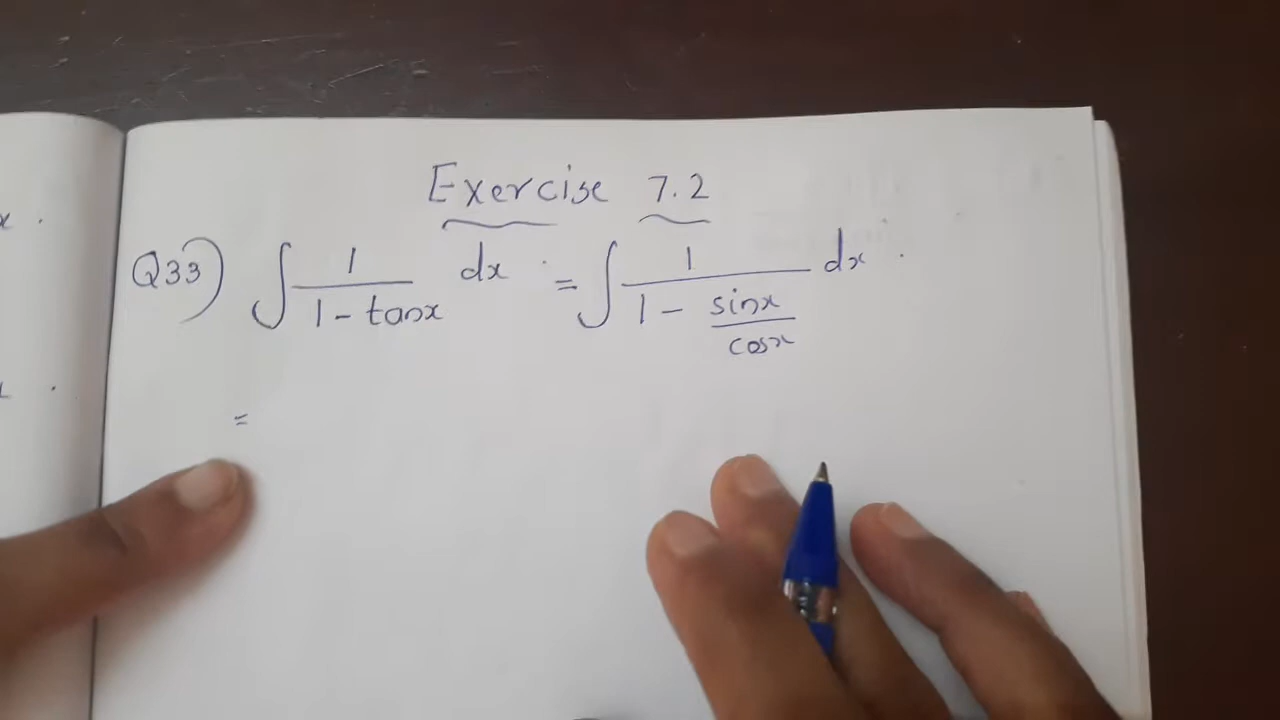 Exercise 7.2
Q33) ∫ 1/(1 - tanx) dx = ∫ 1/(1 - sinx/cosx) dx .
=
x .
.